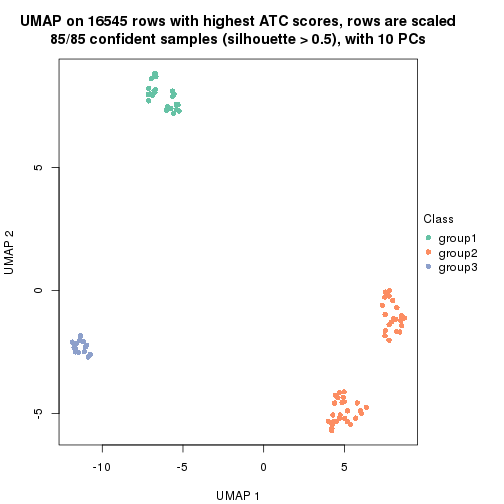 UMAP on 16545 rows with highest ATC scores, rows are scaled
85/85 confident samples (silhouette > 0.5), with 10 PCs
UMAP 2
5
0
-5
-10
-5
0
5
UMAP 1
Class
group1
group2
group3